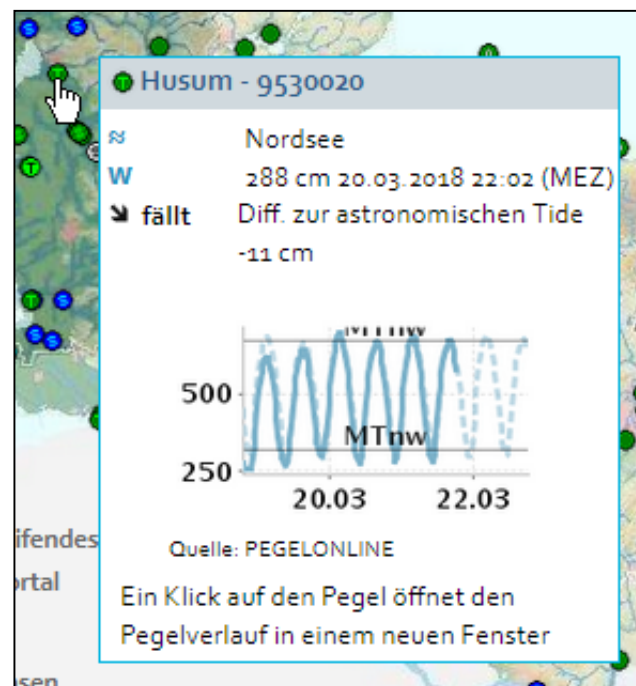 Husum - 9530020
≈ Nordsee
W 288 cm 20.03.2018 22:02 (MEZ)
fällt Diff. zur astronomischen Tide
-11 cm
500
MTnw
250
20.03 22.03
Quelle: PEGELONLINE
ifendes
Ein Klick auf den Pegel öffnet den
Pegelverlauf in einem neuen Fenster